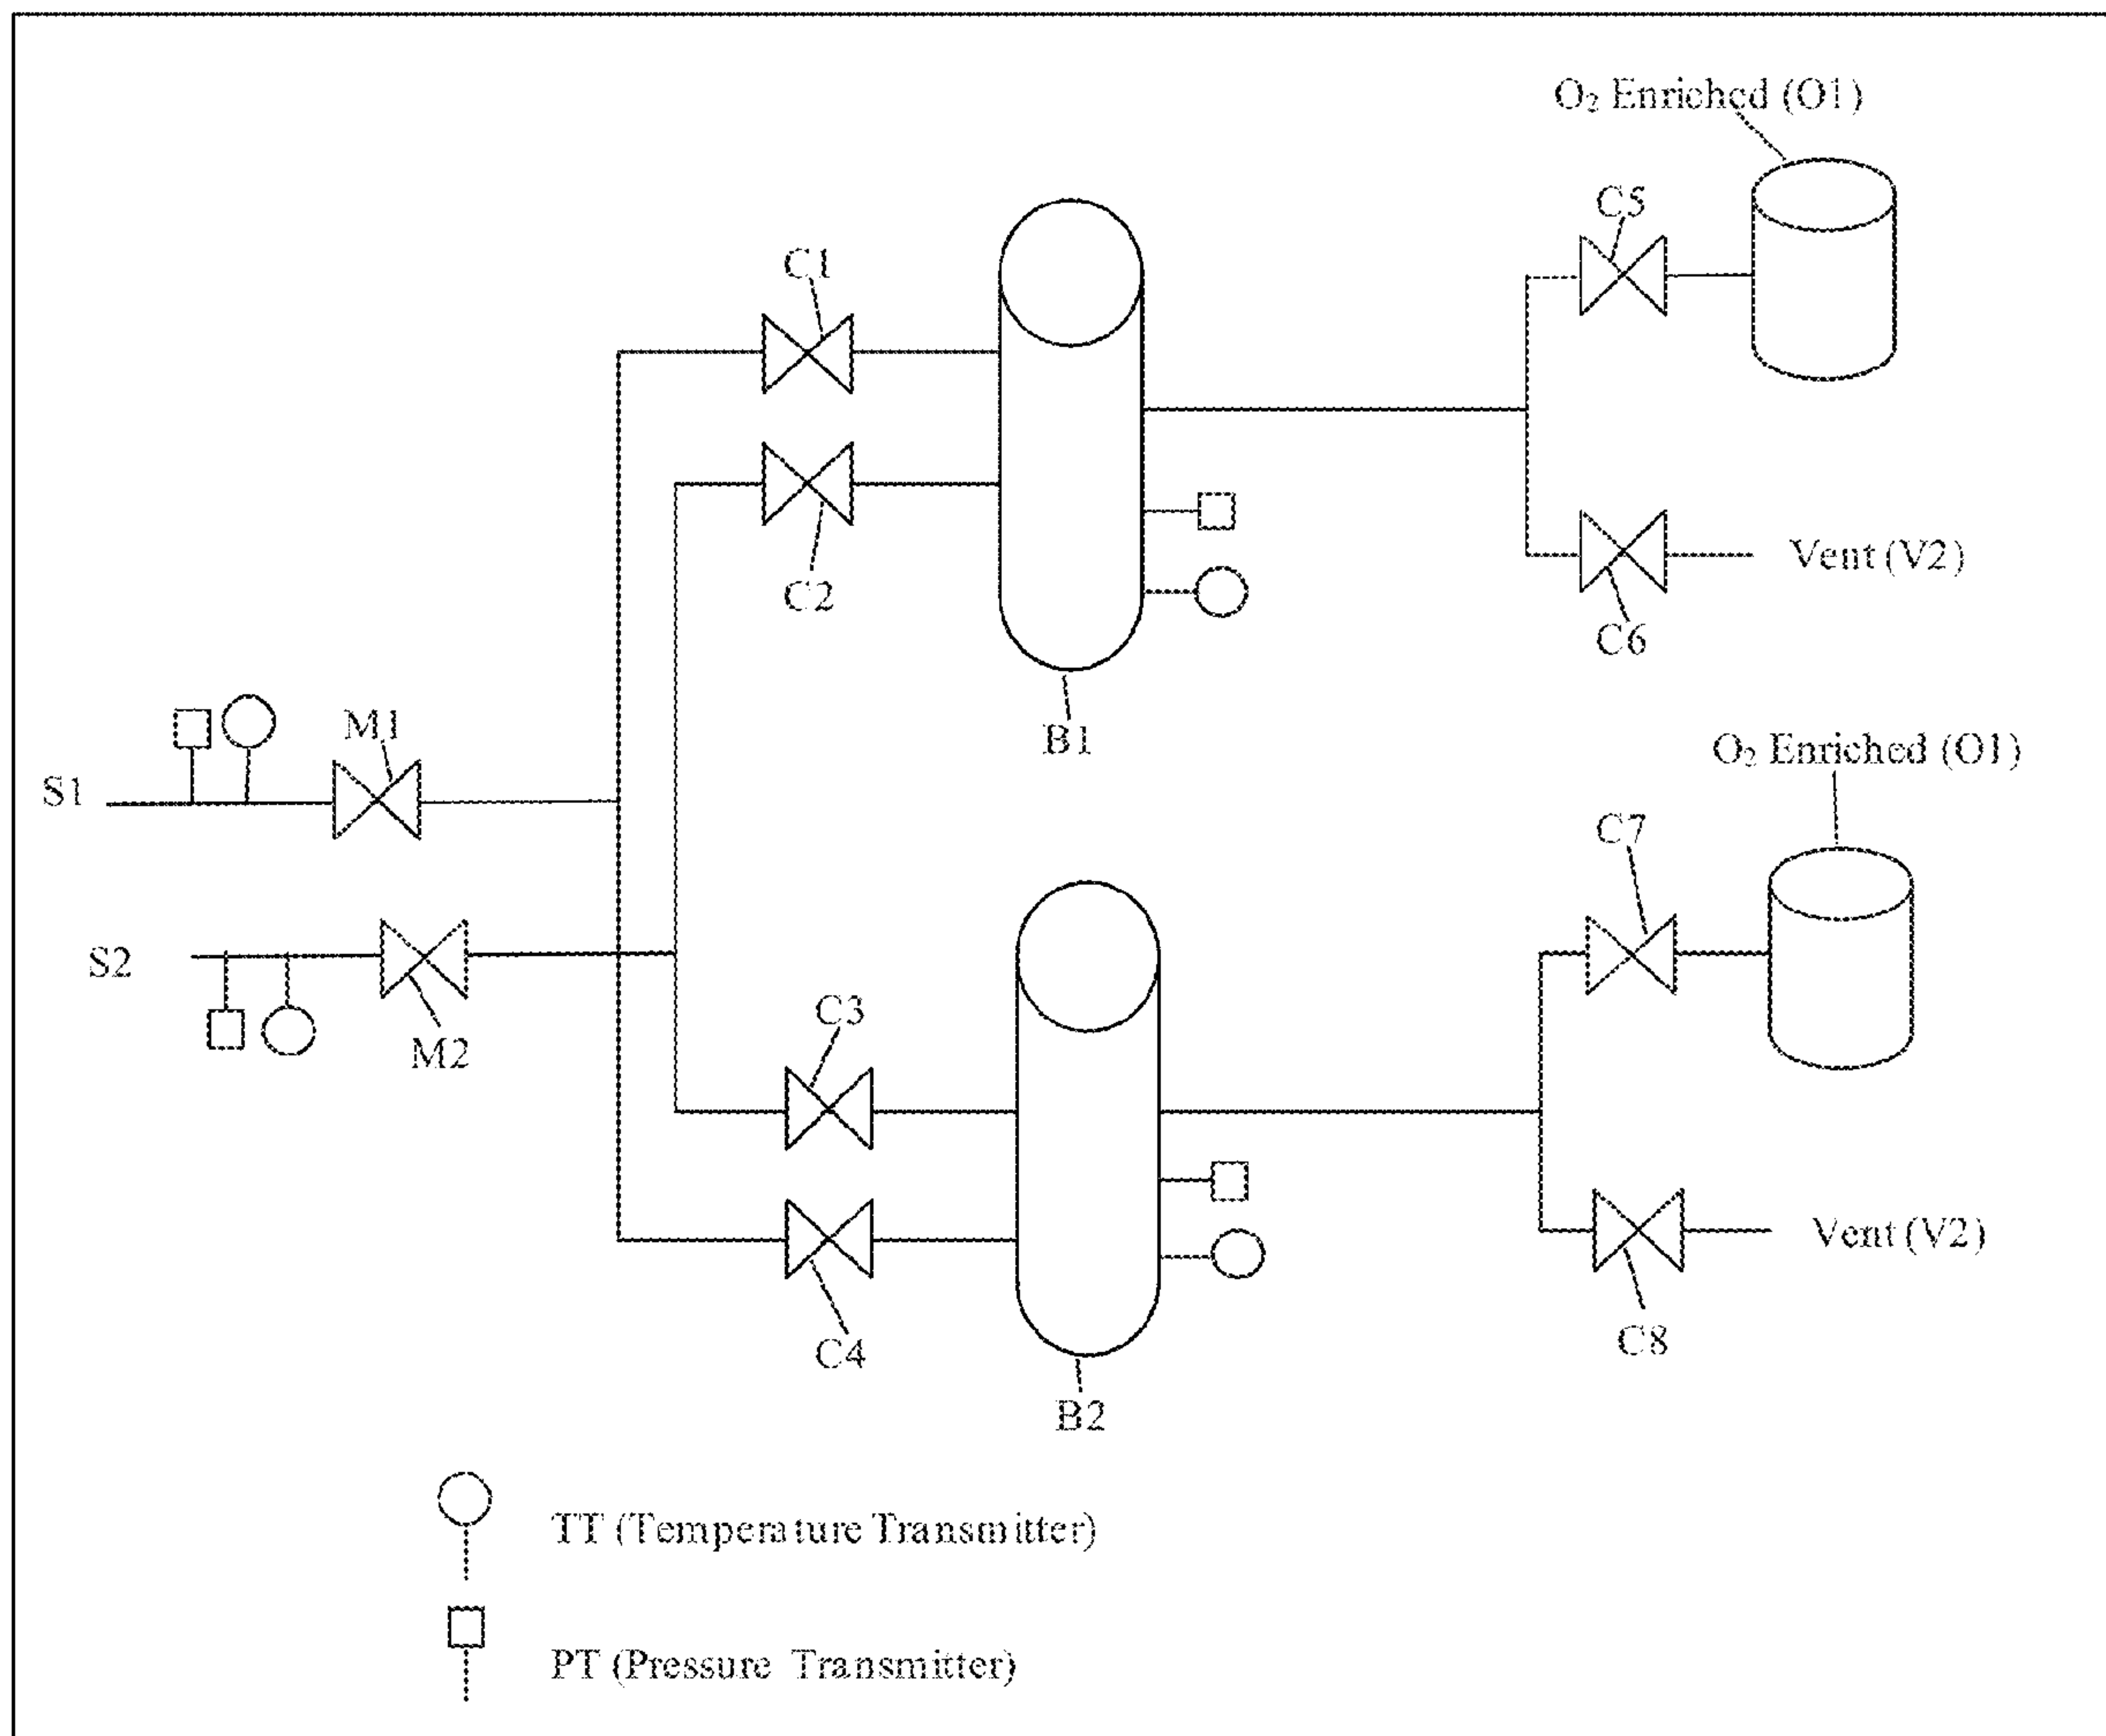 O₂ Enriched (O1)
C5
C1
Vent (V2)
C2
C6
M1
B1
O₂ Enriched (O1)
S1
C7
S2
C3
M2
Vent (V2)
C4
C8
B2
TT (Temperature Transmitter)
PT (Pressure Transmitter)